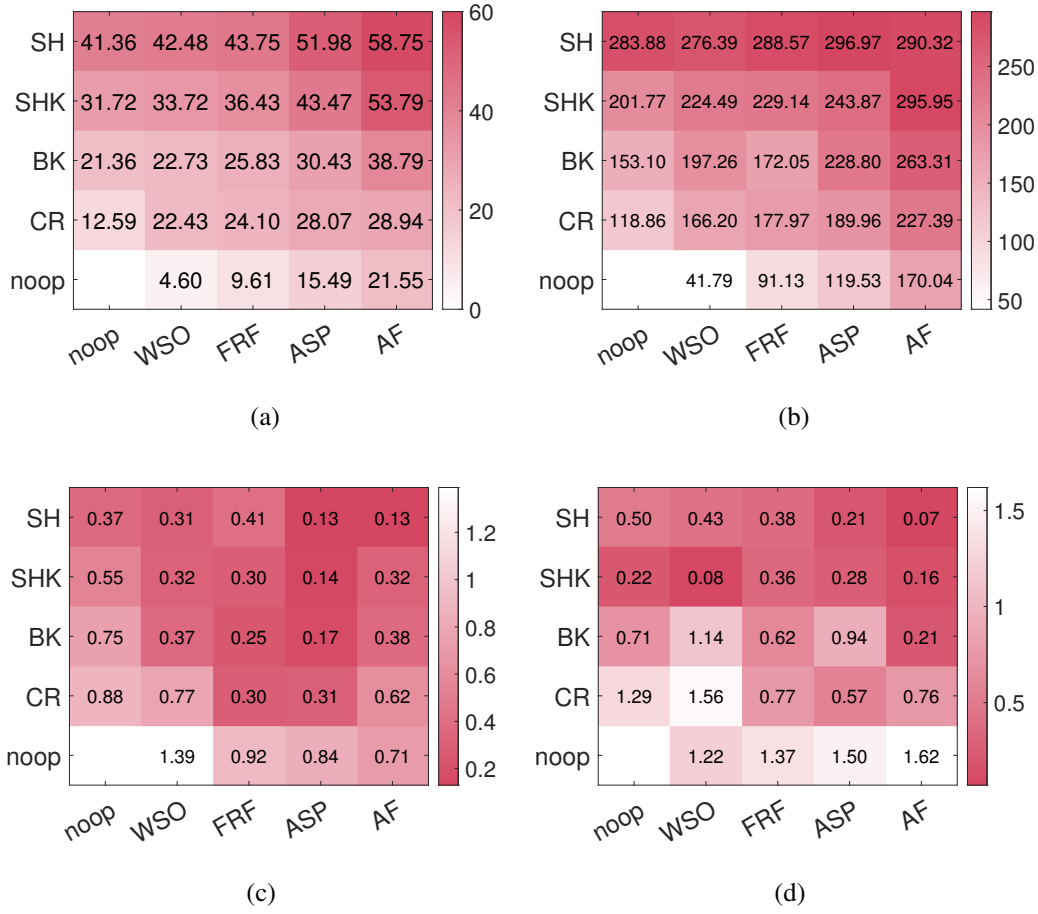 SH 41.36 42.48 43.75 51.98 58.75 60
SHK 31.72 33.72 36.43 43.47 53.79 40
BK 21.36 22.73 25.83 30.43 38.79
CR 12.59 22.43 24.10 28.07 28.94 20
noop 4.60 9.61 15.49 21.55 0
noop WSO FRF ASP AF
(a)
SH 283.88 276.39 288.57 296.97 290.32 250
SHK 201.77 224.49 229.14 243.87 295.95 200
BK 153.10 197.26 172.05 228.80 263.31 150
CR 118.86 166.20 177.97 189.96 227.39 100
noop 41.79 91.13 119.53 170.04 50
noop WSO FRF ASP AF
(b)
SH 0.37 0.31 0.41 0.13 0.13 1.2
SHK 0.55 0.32 0.30 0.14 0.32 1
BK 0.75 0.37 0.25 0.17 0.38 0.8
0.6
CR 0.88 0.77 0.30 0.31 0.62 0.4
noop 1.39 0.92 0.84 0.71 0.2
noop WSO FRF ASP AF
(c)
SH 0.50 0.43 0.38 0.21 0.07 1.5
SHK 0.22 0.08 0.36 0.28 0.16
BK 0.71 1.14 0.62 0.94 0.21 1
CR 1.29 1.56 0.77 0.57 0.76 0.5
noop 1.22 1.37 1.50 1.62
noop WSO FRF ASP AF
(d)